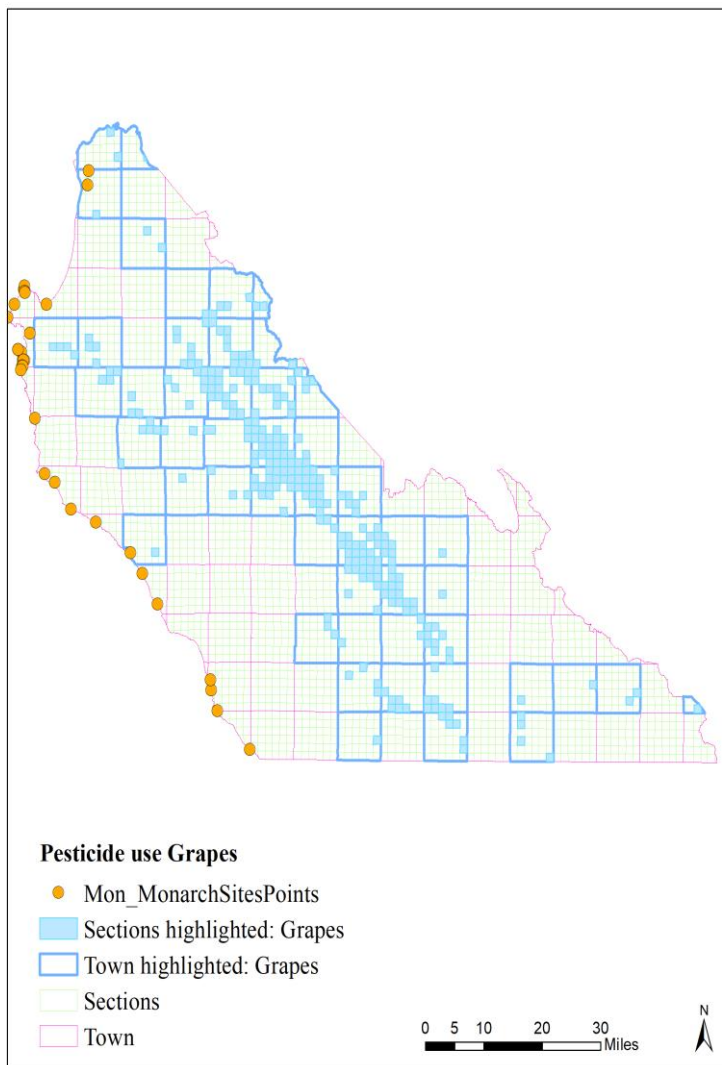 Pesticide use Grapes
Mon_MonarchSitesPoints
Sections highlighted: Grapes
Town highlighted: Grapes
Sections
Town
0 5 10 20 30
Miles
N